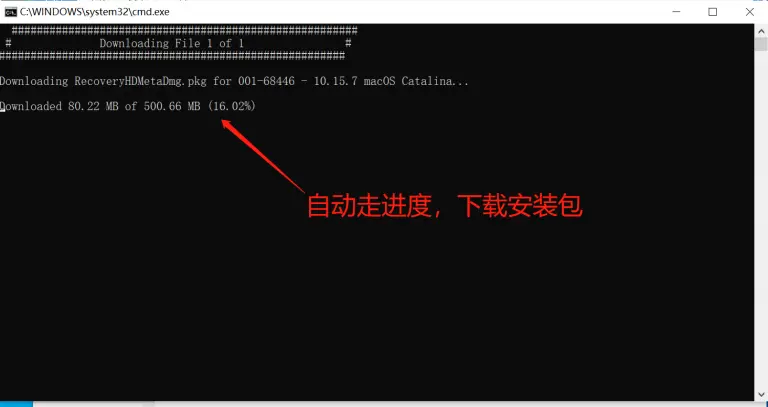 C:\WINDOWS\system32\cmd.exe
#######################################################
# Downloading File 1 of 1 #
#######################################################
Downloading RecoveryHDMetaDmg.pkg for 001-68446 - 10.15.7 macOS Catalina...
Downloaded 80.22 MB of 500.66 MB (16.02%)
自动走进度，下载安装包